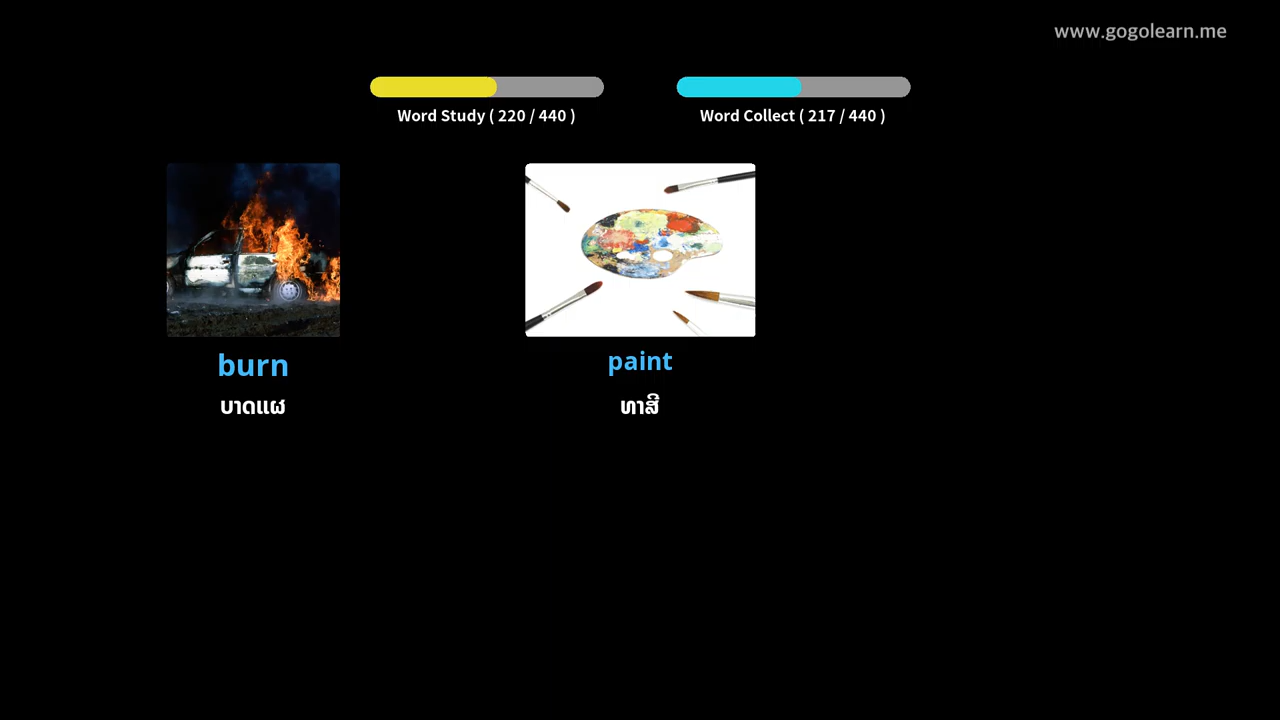 www.gogolearn.me
Word Study ( 220 / 440 )
Word Collect ( 217 / 440 )
burn
ບາດແຜ
paint
ທາສີ